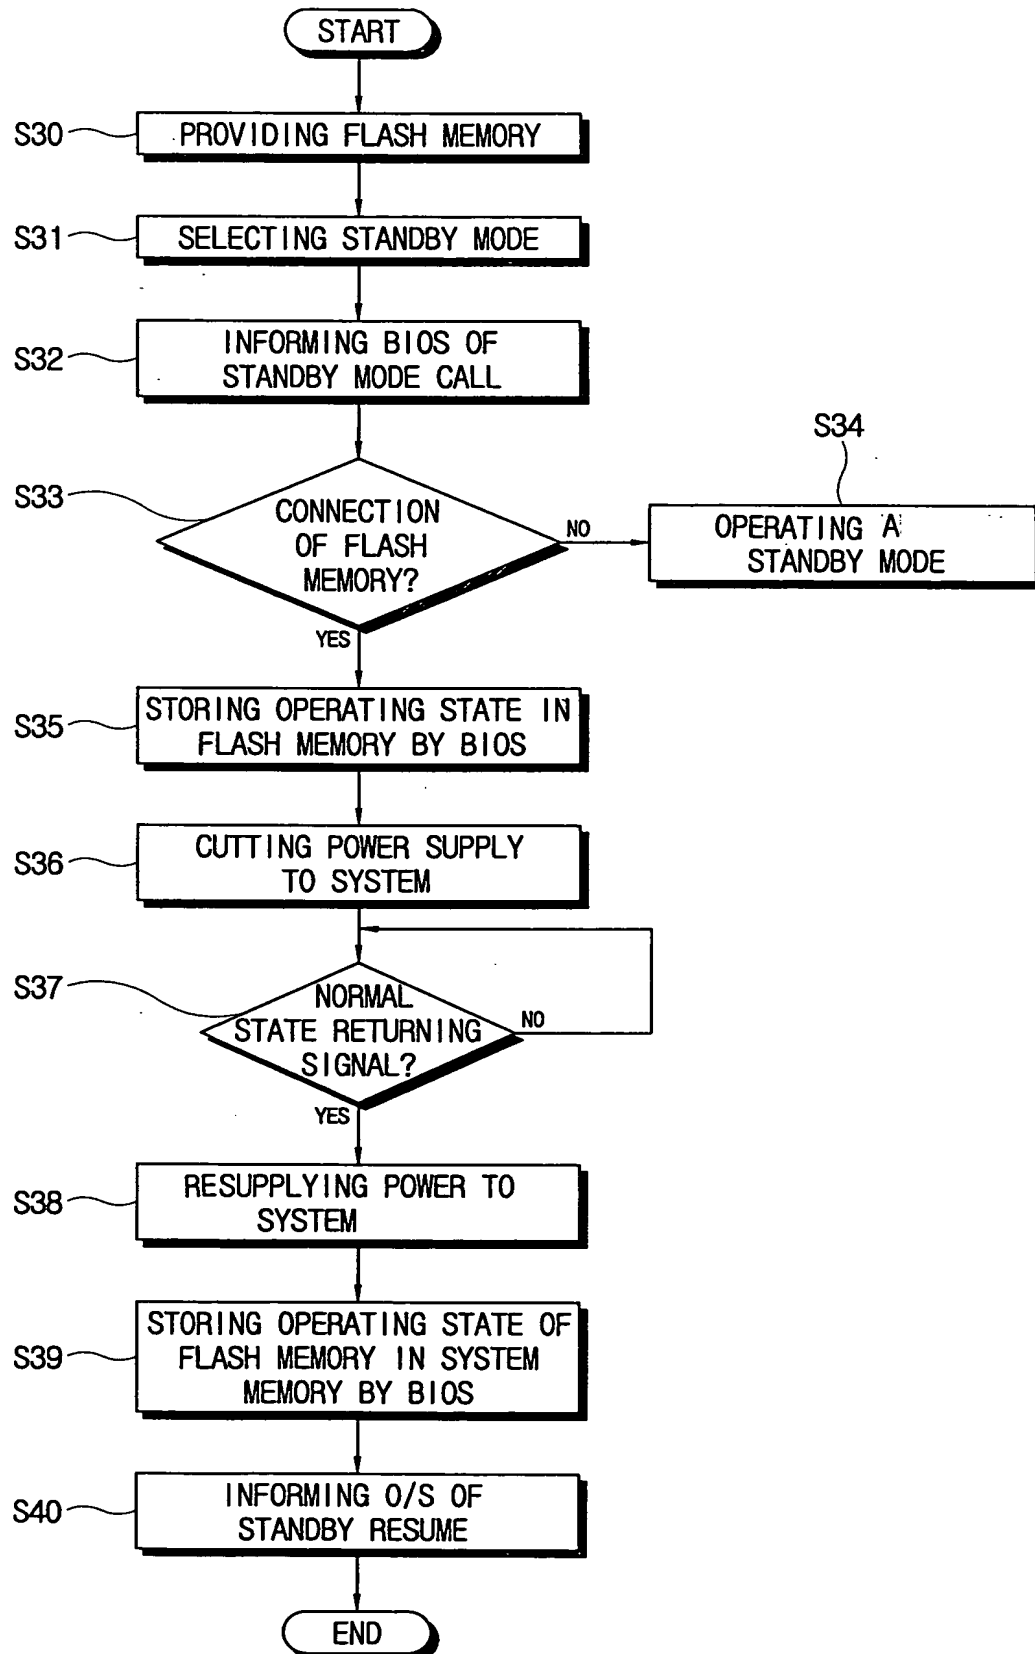 START
S30
PROVIDING FLASH MEMORY
S31
SELECTING STANDBY MODE
S32
INFORMING BIOS OF
STANDBY MODE CALL
S33
CONNECTION
OF FLASH
MEMORY?
NO
S34
OPERATING A
STANDBY MODE
YES
S35
STORING OPERATING STATE IN
FLASH MEMORY BY BIOS
S36
CUTTING POWER SUPPLY
TO SYSTEM
S37
NORMAL
STATE RETURNING
SIGNAL?
NO
YES
S38
RESUPPLYING POWER TO
SYSTEM
S39
STORING OPERATING STATE OF
FLASH MEMORY IN SYSTEM
MEMORY BY BIOS
S40
INFORMING O/S OF
STANDBY RESUME
END